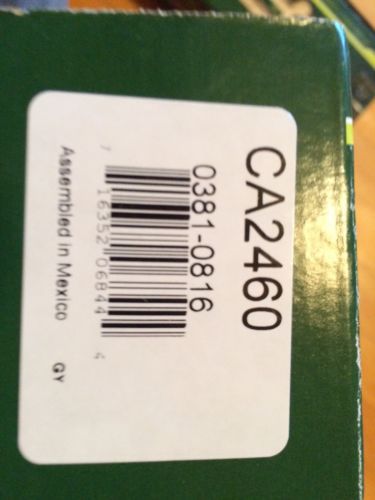 CA2460
0381-0816
7 16352 06844 4
Assembled in Mexico GY